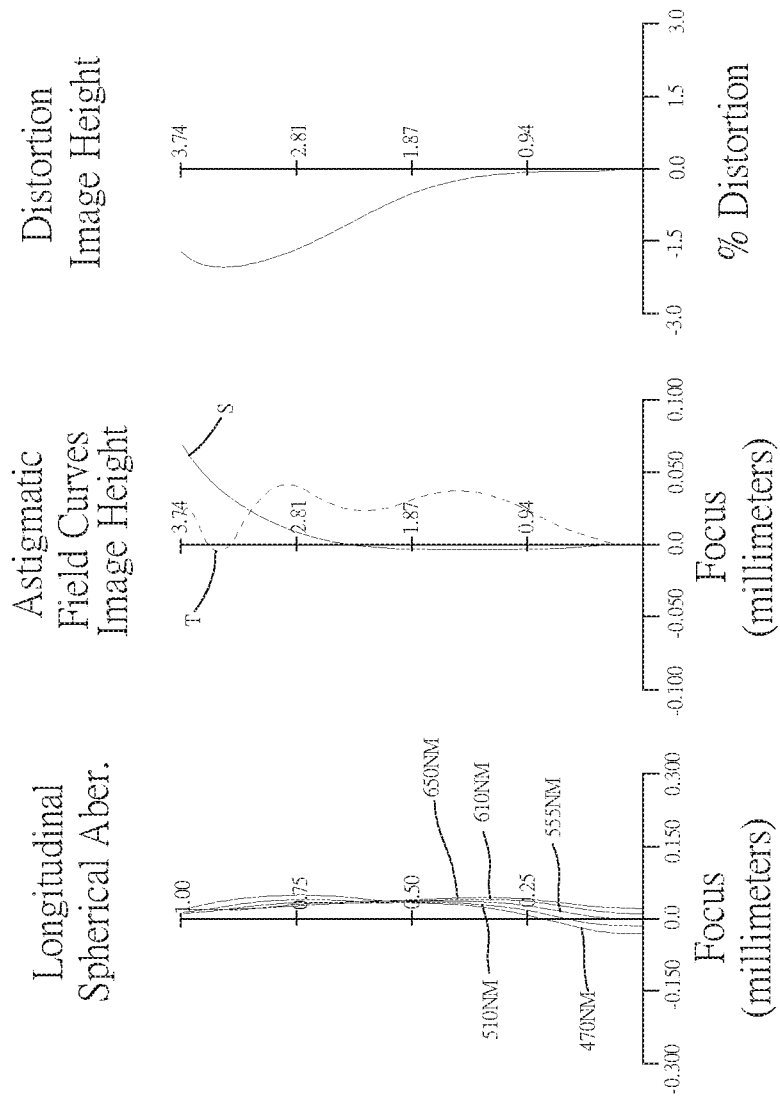 Longitudinal
Spherical Aber.
1.00
0.75
0.50
0.25
650NM
610NM
555NM
510NM
470NM
-0.300
-0.150
0.0
0.150
0.300
Focus
(millimeters)
Astigmatic
Field Curves
Image Height
T
S
3.74
2.81
1.87
0.94
-0.100
-0.050
0.0
0.050
0.100
Focus
(millimeters)
Distortion
Image Height
3.74
2.81
1.87
0.94
-3.0
-1.5
0.0
1.5
3.0
% Distortion